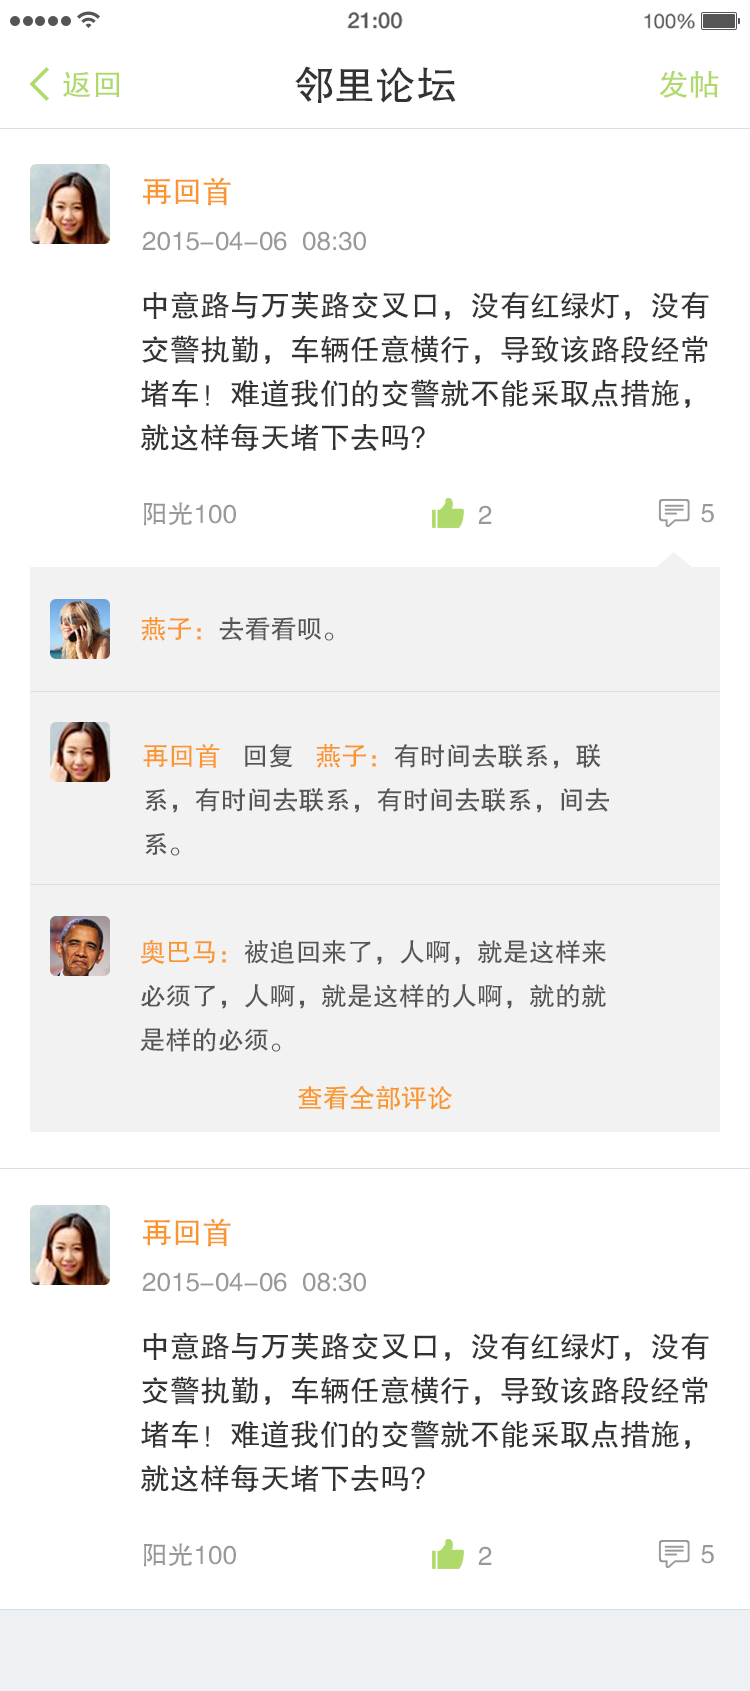 21:00 100%
返回 邻里论坛 发帖
再回首
2015-04-06 08:30
中意路与万芙路交叉口，没有红绿灯，没有
交警执勤，车辆任意横行，导致该路段经常
堵车！难道我们的交警就不能采取点措施，
就这样每天堵下去吗?
阳光100 2 5
燕子：去看看呗。
再回首 回复 燕子：有时间去联系，联
系，有时间去联系，有时间去联系，间去
系。
奥巴马：被追回来了，人啊，就是这样来
必须了，人啊，就是这样的人啊，就的就
是样的必须。
查看全部评论
再回首
2015-04-06 08:30
中意路与万芙路交叉口，没有红绿灯，没有
交警执勤，车辆任意横行，导致该路段经常
堵车！难道我们的交警就不能采取点措施，
就这样每天堵下去吗?
阳光100 2 5